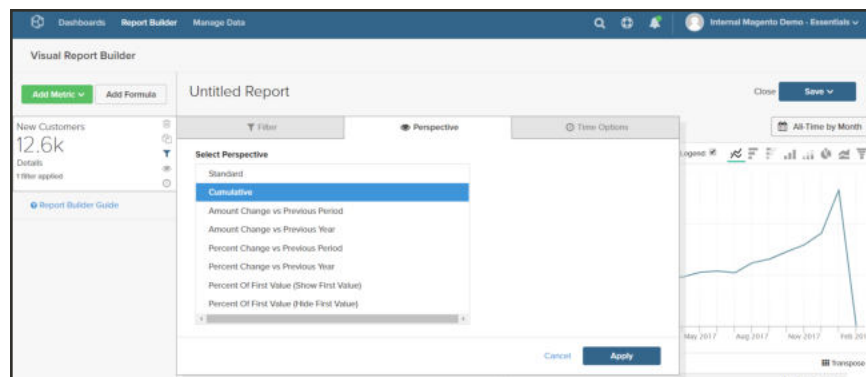 Dashboards Report Builder Manage Data Internal Magento Demo - Essentials
Visual Report Builder
Add Metric Add Formula Untitled Report Close Save
New Customers
12.6k
Details
1 filter applied
Report Builder Guide
Filter Perspective Time Options
All-Time by Month
Legend
Select Perspective
Standard
Cumulative
Amount Change vs Previous Period
Amount Change vs Previous Year
Percent Change vs Previous Period
Percent Change vs Previous Year
Percent Of First Value (Show First Value)
Percent Of First Value (Hide First Value)
May 2017 Aug 2017 Nov 2017 Feb 201
Cancel Apply
Transpose